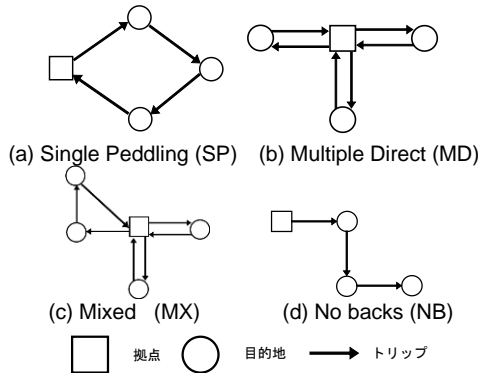 (a) Single Peddling (SP) (b) Multiple Direct (MD)
(c) Mixed (MX) (d) No backs (NB)
拠点 目的地 トリップ